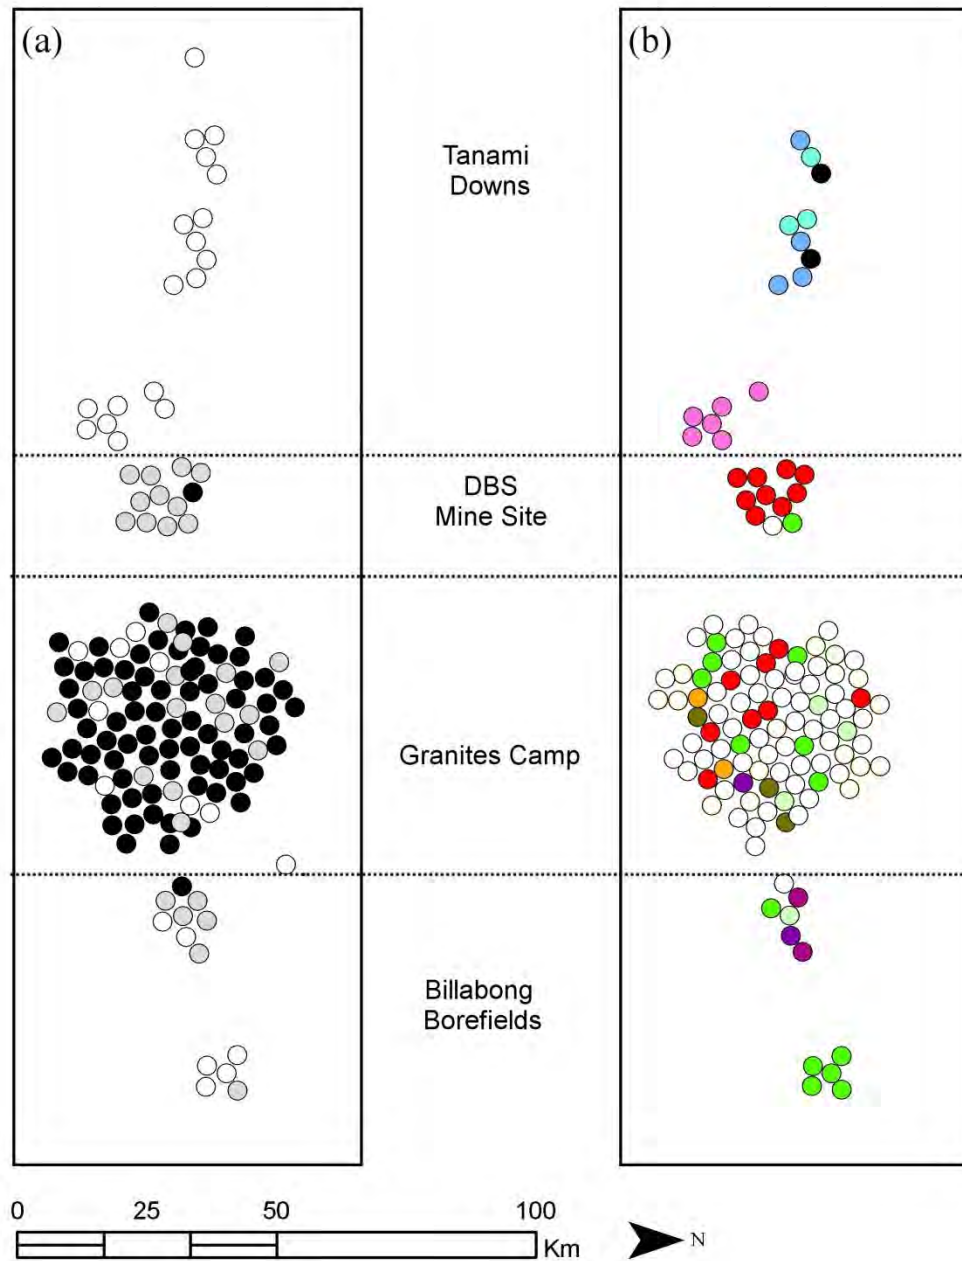 (a)
(b)
Tanami
Downs
DBS
Mine Site
Granites Camp
Billabong
Borefields
0 25 50 100
Km
N